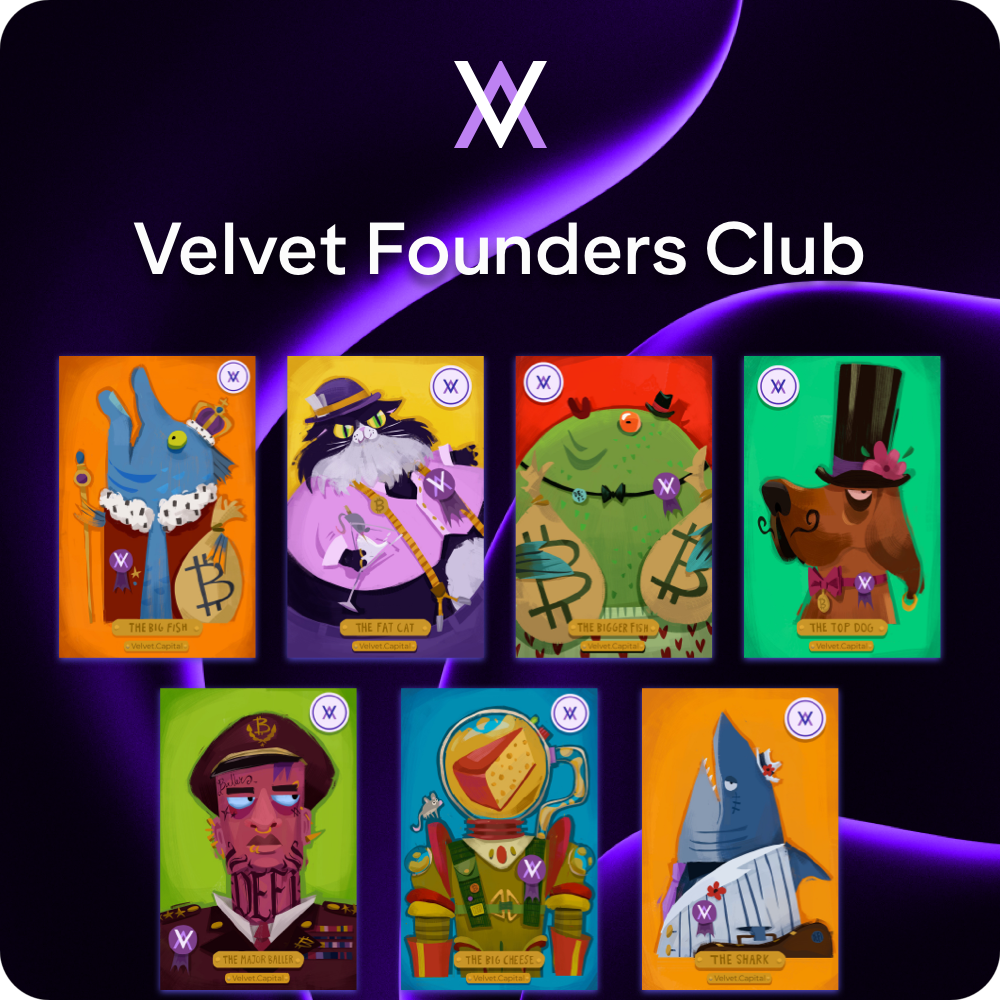 Velvet Founders Club
THE BIG FISH
Velvet.Capital
THE FAT CAT
Velvet.Capital
THE BIGGER FISH
Velvet.Capital
THE TOP DOG
Velvet.Capital
Ballers
DEFI
THE MAJOR BALLER
Velvet.Capital
THE BIG CHEESE
Velvet.Capital
THE SHARK
Velvet.Capital